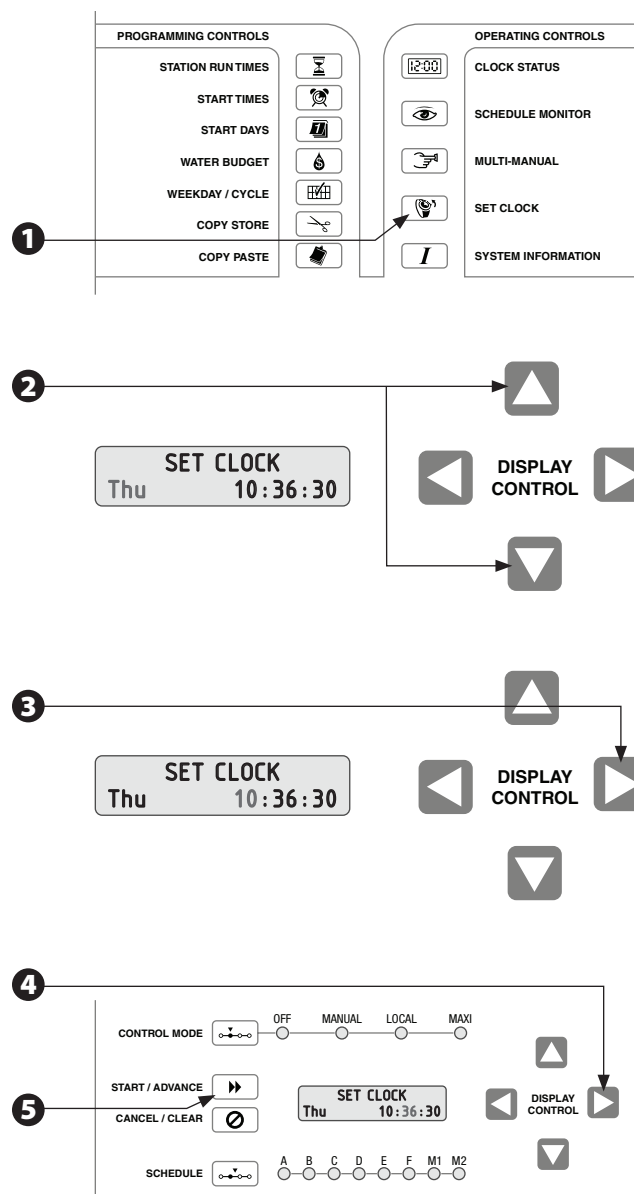 PROGRAMMING CONTROLS
STATION RUN TIMES
START TIMES
START DAYS
1
WATER BUDGET
$
WEEKDAY / CYCLE
COPY STORE
COPY PASTE
OPERATING CONTROLS
12:00 CLOCK STATUS
SCHEDULE MONITOR
MULTI-MANUAL
SET CLOCK
I SYSTEM INFORMATION
1
2
SET CLOCK
Thu 10:36:30
DISPLAY
CONTROL
3
SET CLOCK
Thu 10:36:30
DISPLAY
CONTROL
4
CONTROL MODE
OFF MANUAL LOCAL MAXI
START / ADVANCE
5
CANCEL / CLEAR
SET CLOCK
Thu 10:36:30
DISPLAY
CONTROL
SCHEDULE
A B C D E F M1 M2